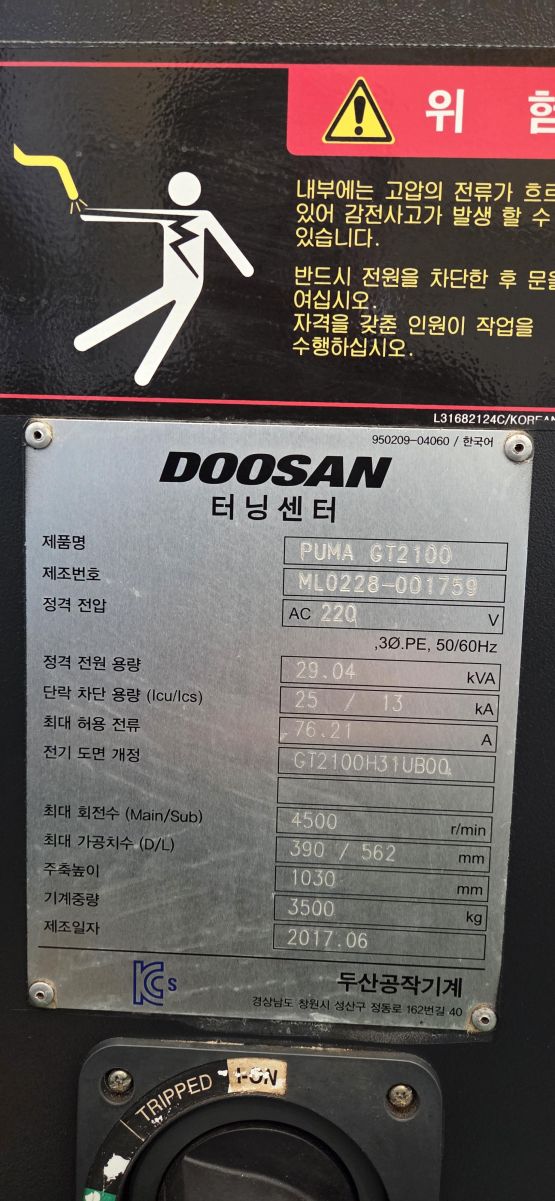 위 험
내부에는 고압의 전류가 흐르
있어 감전사고가 발생 할 수
있습니다.
반드시 전원을 차단한 후 문을
여십시오.
자격을 갖춘 인원이 작업을
수행하십시오.
L31682124C/KOREAN
950209-04060 / 한국어
DOOSAN
터닝센터
제품명 PUMA GT2100
제조번호 ML0228-001759
정격 전압 AC 220 V
,3Ø.PE, 50/60Hz
정격 전원 용량 29.04 kVA
단락 차단 용량 (Icu/Ics) 25 / 13 kA
최대 허용 전류 76.21 A
전기 도면 개정 GT2100H31UB00
최대 회전수 (Main/Sub) 4500 r/min
최대 가공치수 (D/L) 390 / 562 mm
주축높이 1030 mm
기계중량 3500 kg
제조일자 2017.06
KCs
두산공작기계
경상남도 창원시 성산구 정동로 162번길 40
TRIPPED I-ON